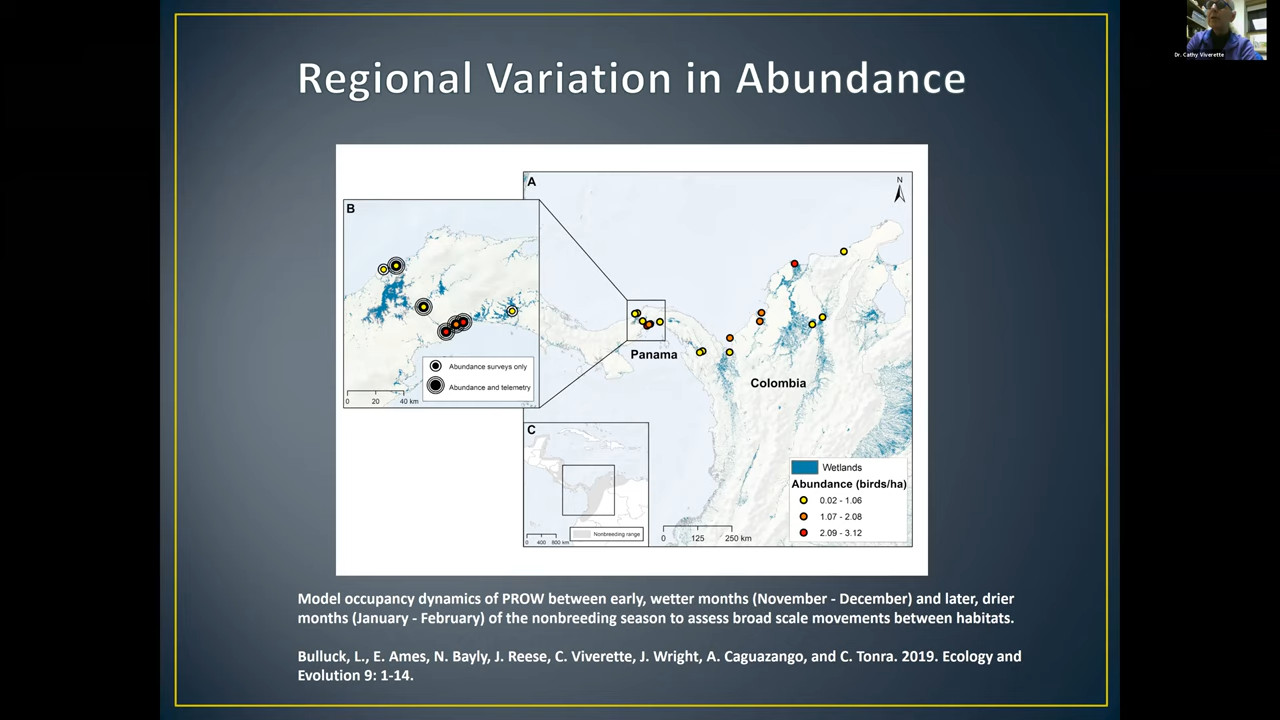 Dr. Cathy Viverette
Regional Variation in Abundance
A
N
B
Abundance surveys only
Abundance and telemetry
0 20 40 km
Panama
Colombia
C
Nonbreeding range
0 400 800 km
0 125 250 km
Wetlands
Abundance (birds/ha)
0.02 - 1.06
1.07 - 2.08
2.09 - 3.12
Model occupancy dynamics of PROW between early, wetter months (November - December) and later, drier
months (January - February) of the nonbreeding season to assess broad scale movements between habitats.
Bulluck, L., E. Ames, N. Bayly, J. Reese, C. Viverette, J. Wright, A. Caguazango, and C. Tonra. 2019. Ecology and
Evolution 9: 1-14.